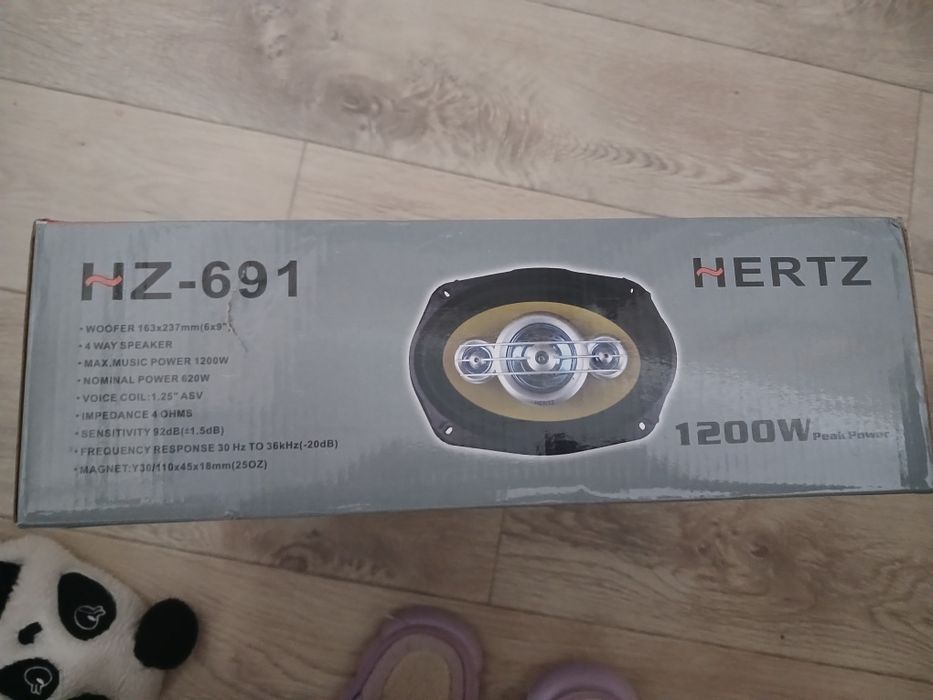 HZ-691
HERTZ
• WOOFER 163x237mm(6x9")
• 4 WAY SPEAKER
• MAX.MUSIC POWER 1200W
• NOMINAL POWER 620W
• VOICE COIL:1.25" ASV
• IMPEDANCE 4 OHMS
• SENSITIVITY 92dB(±1.5dB)
• FREQUENCY RESPONSE 30 Hz TO 36kHz(-20dB)
• MAGNET:Y30/110x45x18mm(25OZ)
HERTZ
1200W Peak Power